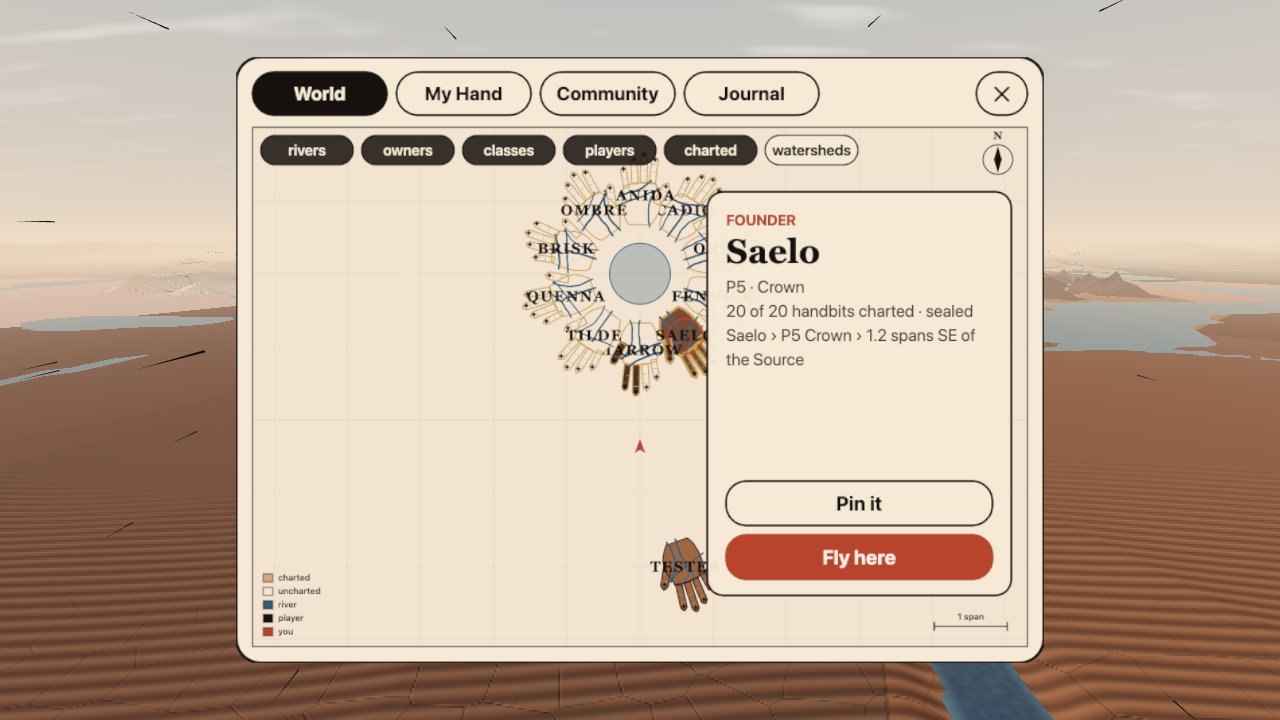 World
My Hand
Community
Journal
rivers
owners
classes
players
charted
watersheds
N
ANIDA
OMBRE
BRISK
QUENNA
TILDE
SAELO
FOUNDER
Saelo
P5 · Crown
20 of 20 handbits charted · sealed
Saelo › P5 Crown › 1.2 spans SE of
the Source
Pin it
Fly here
charted
uncharted
river
player
you
1 span